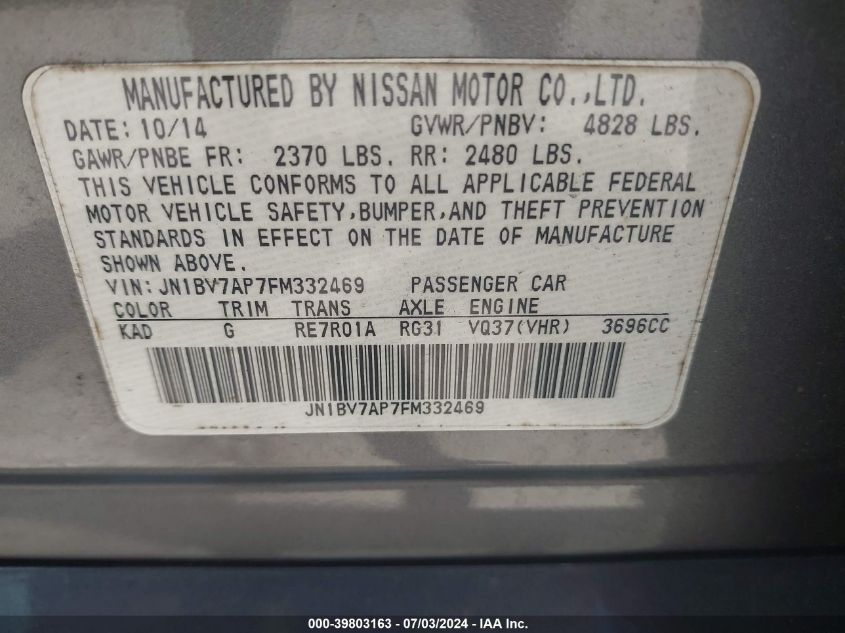 MANUFACTURED BY NISSAN MOTOR CO.,LTD.
DATE: 10/14 GVWR/PNBV: 4828 LBS.
GAWR/PNBE FR: 2370 LBS. RR: 2480 LBS.
THIS VEHICLE CONFORMS TO ALL APPLICABLE FEDERAL
MOTOR VEHICLE SAFETY,BUMPER,AND THEFT PREVENTION
STANDARDS IN EFFECT ON THE DATE OF MANUFACTURE
SHOWN ABOVE.
VIN: JN1BV7AP7FM332469 PASSENGER CAR
COLOR TRIM TRANS AXLE ENGINE
KAD G RE7R01A RG31 VQ37(VHR) 3696CC
JN1BV7AP7FM332469
000-39803163 - 07/03/2024 - IAA Inc.